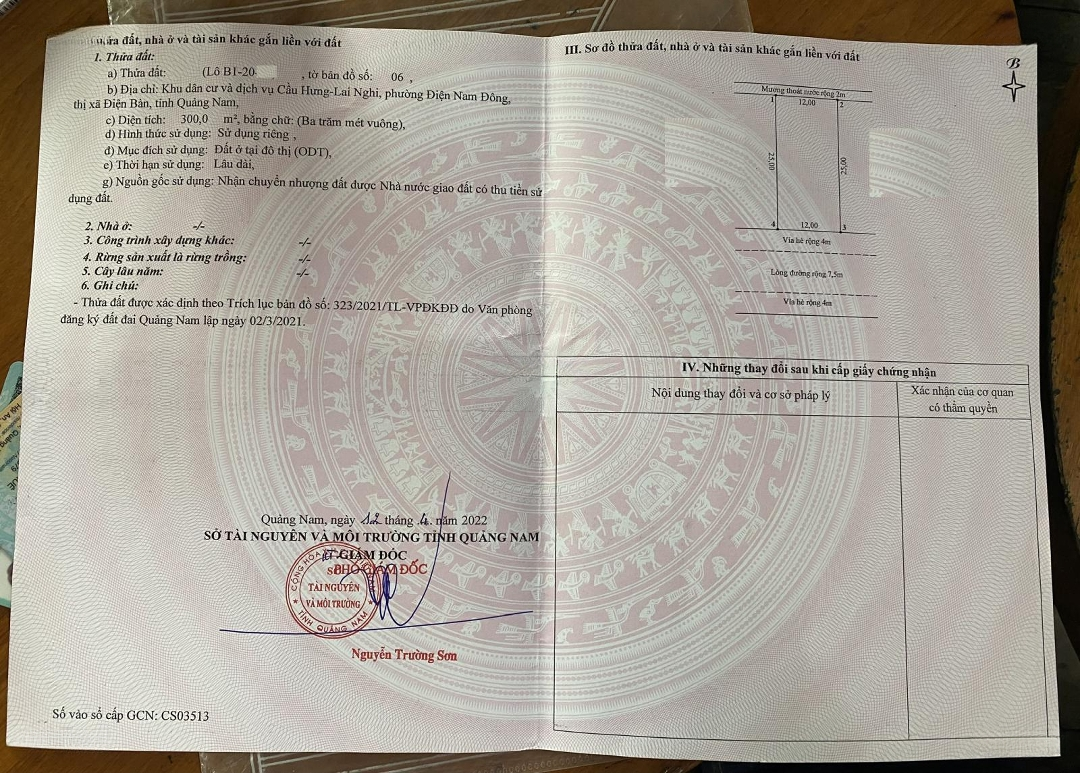 thửa đất, nhà ở và tài sản khác gắn liền với đất
1. Thửa đất:
a) Thửa đất: (Lô B1-20 , tờ bản đồ số: 06 ,
b) Địa chỉ: Khu dân cư và dịch vụ Cầu Hưng-Lai Nghi, phường Điện Nam Đông,
thị xã Điện Bàn, tỉnh Quảng Nam,
c) Diện tích: 300,0 m², bằng chữ: (Ba trăm mét vuông),
d) Hình thức sử dụng: Sử dụng riêng ,
đ) Mục đích sử dụng: Đất ở tại đô thị (ODT),
e) Thời hạn sử dụng: Lâu dài,
g) Nguồn gốc sử dụng: Nhận chuyển nhượng đất được Nhà nước giao đất có thu tiền sử
dụng đất.
2. Nhà ở: -/-
3. Công trình xây dựng khác: -/-
4. Rừng sản xuất là rừng trồng: -/-
5. Cây lâu năm: -/-
6. Ghi chú:
- Thửa đất được xác định theo Trích lục bản đồ số: 323/2021/TL-VPĐKĐĐ do Văn phòng
đăng ký đất đai Quảng Nam lập ngày 02/3/2021.
Quảng Nam, ngày 12 tháng 4. năm 2022
SỞ TÀI NGUYÊN VÀ MÔI TRƯỜNG TỈNH QUẢNG NAM
KT.GIÁM ĐỐC
PHÓ GIÁM ĐỐC
CỘNG HÒA
SỞ
TÀI NGUYÊN
VÀ MÔI TRƯỜNG
TỈNH QUẢNG NAM
Nguyễn Trường Sơn
Số vào sổ cấp GCN: CS03513
III. Sơ đồ thửa đất, nhà ở và tài sản khác gắn liền với đất
B
Mương thoát nước rộng 2m
1 12,00 2
25,00 25,00
4 12,00 3
Vỉa hè rộng 4m
Lòng đường rộng 7,5m
Vỉa hè rộng 4m
IV. Những thay đổi sau khi cấp giấy chứng nhận
Nội dung thay đổi và cơ sở pháp lý
Xác nhận của cơ quan
có thẩm quyền